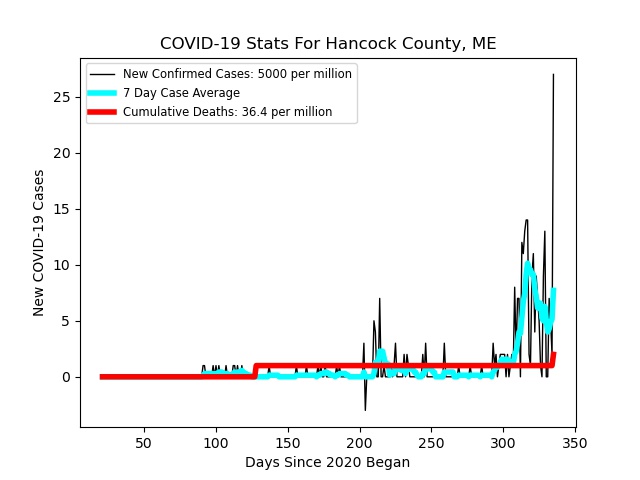 COVID-19 Stats For Hancock County, ME
New Confirmed Cases: 5000 per million
7 Day Case Average
Cumulative Deaths: 36.4 per million
New COVID-19 Cases
25
20
15
10
5
0
50 100 150 200 250 300 350
Days Since 2020 Began